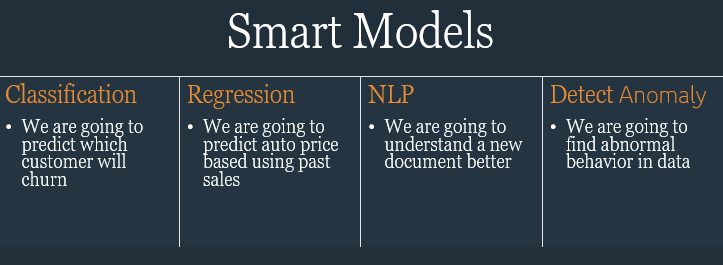 Smart Models
Classification
• We are going to
predict which
customer will
churn
Regression
• We are going to
predict auto price
based using past
sales
NLP
• We are going to
understand a new
document better
Detect Anomaly
• We are going to
find abnormal
behavior in data